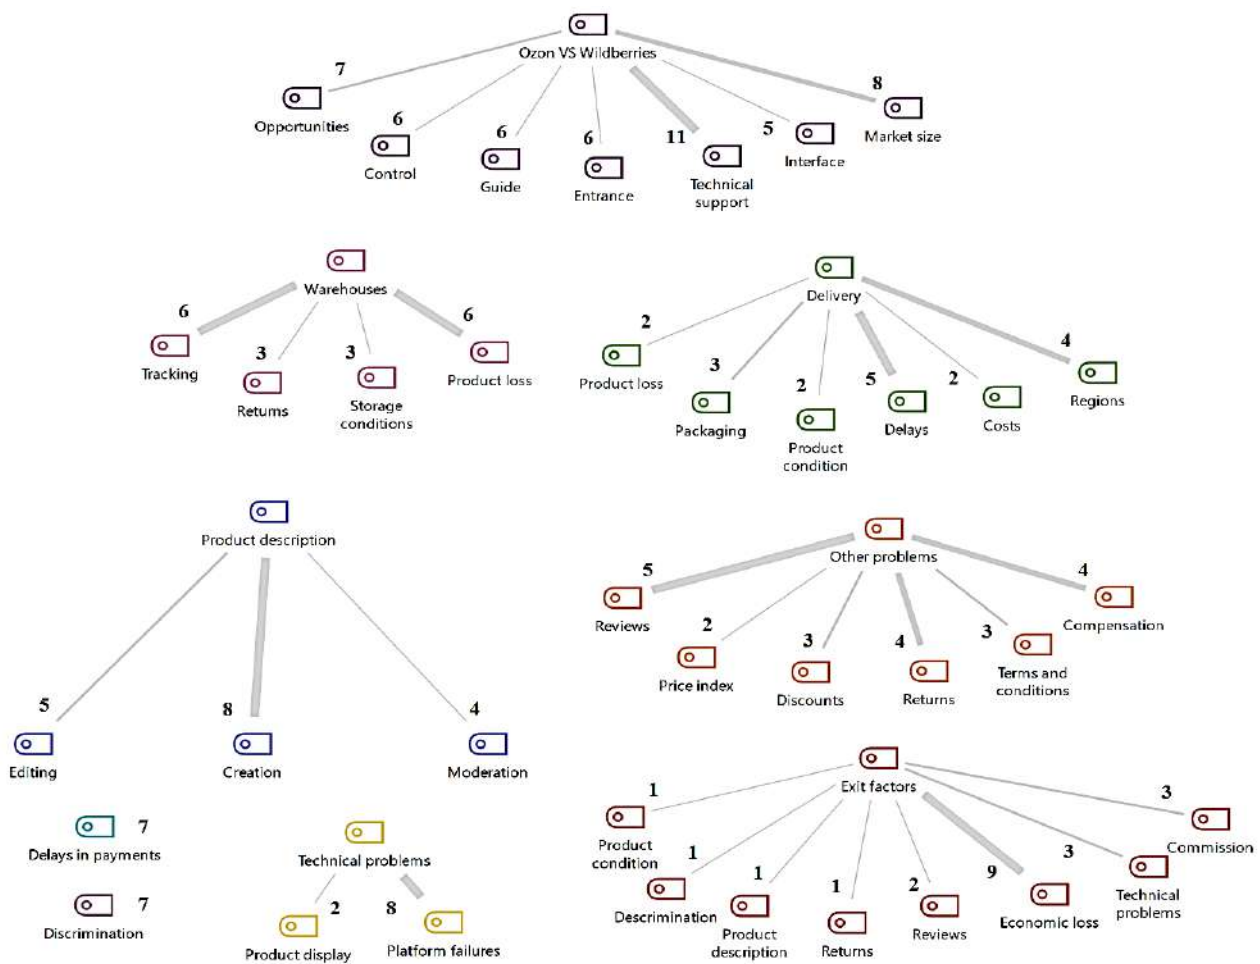 Ozon VS Wildberries
7
8
Opportunities
6
Control
6
Guide
6
Entrance
11
Technical
support
5
Interface
Market size
Warehouses
6
Tracking
3
Returns
3
Storage
conditions
6
Product loss
Delivery
2
Product loss
3
Packaging
2
Product
condition
5
Delays
2
Costs
4
Regions
Product description
5
Editing
8
Creation
4
Moderation
Other problems
5
Reviews
2
Price index
3
Discounts
4
Returns
3
Terms and
conditions
4
Compensation
7
Delays in payments
7
Discrimination
Technical problems
2
Product display
8
Platform failures
Exit factors
1
Product
condition
1
Descrimination
1
Product
description
1
Returns
2
Reviews
9
Economic loss
3
Technical
problems
3
Commission